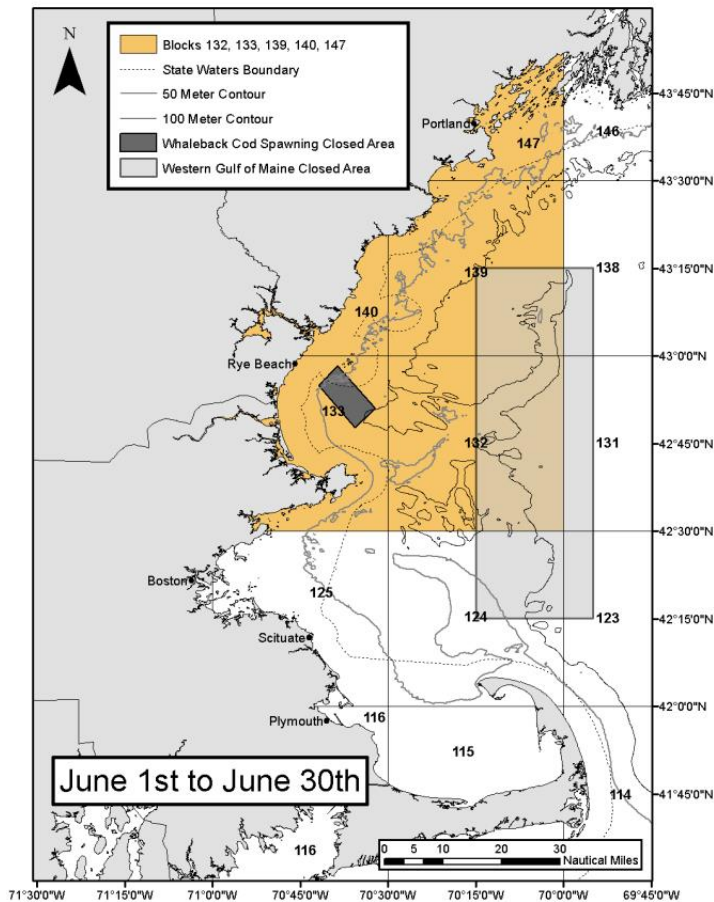 N
Blocks 132, 133, 139, 140, 147
State Waters Boundary
50 Meter Contour
100 Meter Contour
Whaleback Cod Spawning Closed Area
Western Gulf of Maine Closed Area
43°45'0"N
Portland
146
147
43°30'0"N
139
138
43°15'0"N
140
43°0'0"N
Rye Beach
133
132
131
42°45'0"N
42°30'0"N
Boston
125
124
123
42°15'0"N
Scituate
42°0'0"N
Plymouth
116
115
June 1st to June 30th
114
41°45'0"N
116
0 5 10 20 30
Nautical Miles
71°30'0"W 71°15'0"W 71°0'0"W 70°45'0"W 70°30'0"W 70°15'0"W 70°0'0"W 69°45'0"W